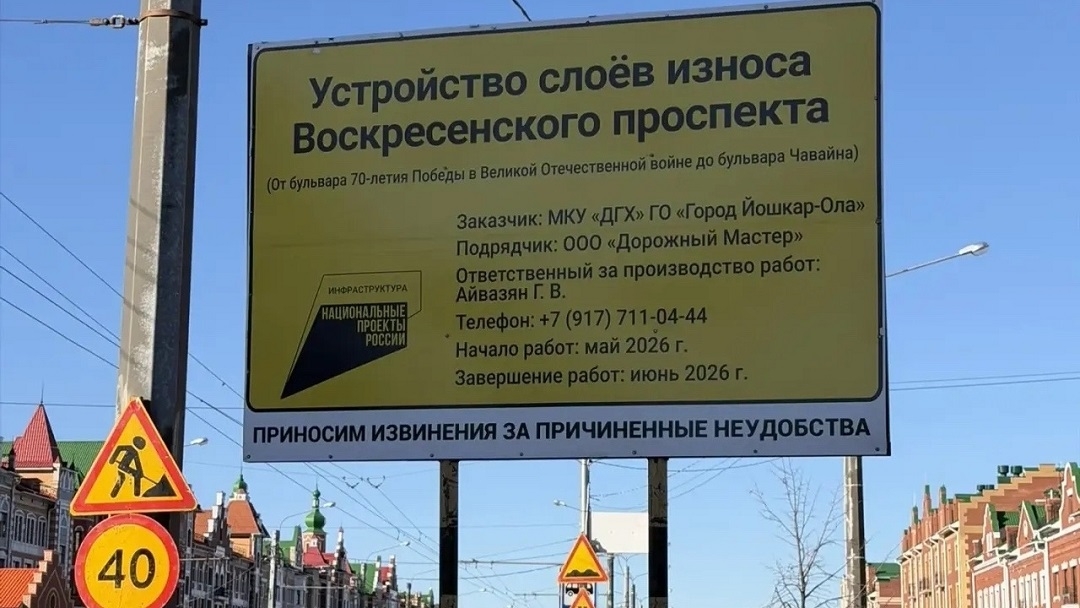 Устройство слоёв износа
Воскресенского проспекта
(От бульвара 70-летия Победы в Великой Отечественной войне до бульвара Чавайна)
Заказчик: МКУ «ДГХ» ГО «Город Йошкар-Ола»
Подрядчик: ООО «Дорожный Мастер»
Ответственный за производство работ:
Айвазян Г. В.
Телефон: +7 (917) 711-04-44
Начало работ: май 2026 г.
Завершение работ: июнь 2026 г.
ИНФРАСТРУКТУРА
НАЦИОНАЛЬНЫЕ
ПРОЕКТЫ
РОССИИ
ПРИНОСИМ ИЗВИНЕНИЯ ЗА ПРИЧИНЕННЫЕ НЕУДОБСТВА
40